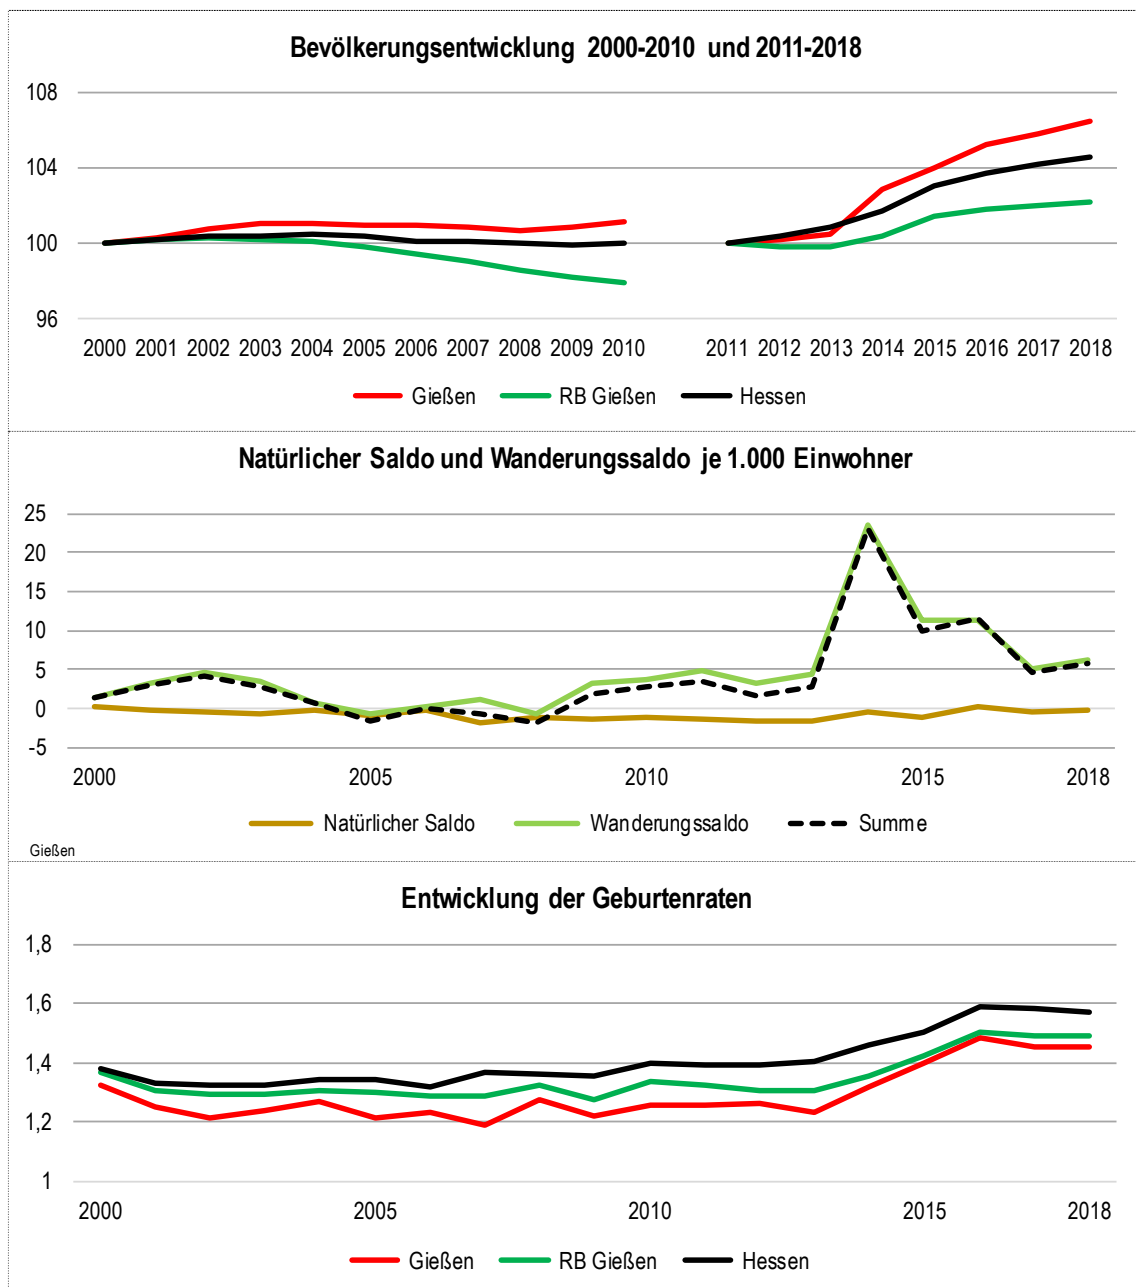 Bevölkerungsentwicklung 2000-2010 und 2011-2018
108
104
100
96
2000 2001 2002 2003 2004 2005 2006 2007 2008 2009 2010 2011 2012 2013 2014 2015 2016 2017 2018
Gießen RB Gießen Hessen
Natürlicher Saldo und Wanderungssaldo je 1.000 Einwohner
25
20
15
10
5
0
-5
2000 2005 2010 2015 2018
Natürlicher Saldo Wanderungssaldo Summe
Gießen
Entwicklung der Geburtenraten
1,8
1,6
1,4
1,2
1
2000 2005 2010 2015 2018
Gießen RB Gießen Hessen